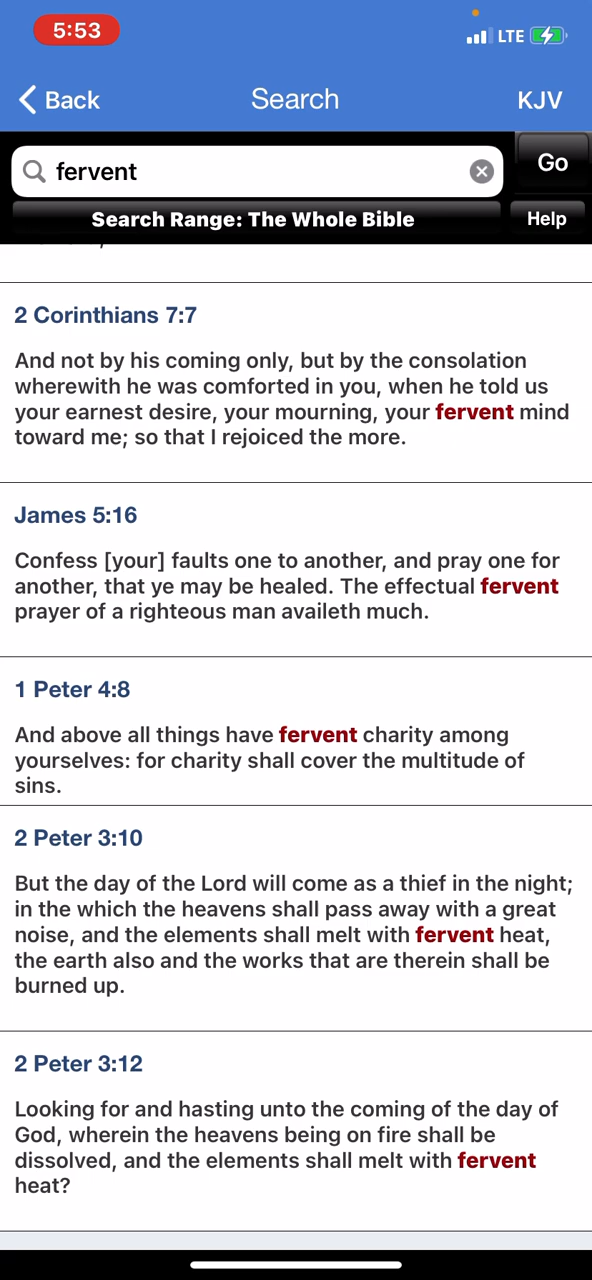 5:53
LTE
Back
Search
KJV
fervent
Go
Search Range: The Whole Bible
Help
2 Corinthians 7:7
And not by his coming only, but by the consolation
wherewith he was comforted in you, when he told us
your earnest desire, your mourning, your fervent mind
toward me; so that I rejoiced the more.
James 5:16
Confess [your] faults one to another, and pray one for
another, that ye may be healed. The effectual fervent
prayer of a righteous man availeth much.
1 Peter 4:8
And above all things have fervent charity among
yourselves: for charity shall cover the multitude of
sins.
2 Peter 3:10
But the day of the Lord will come as a thief in the night;
in the which the heavens shall pass away with a great
noise, and the elements shall melt with fervent heat,
the earth also and the works that are therein shall be
burned up.
2 Peter 3:12
Looking for and hasting unto the coming of the day of
God, wherein the heavens being on fire shall be
dissolved, and the elements shall melt with fervent
heat?